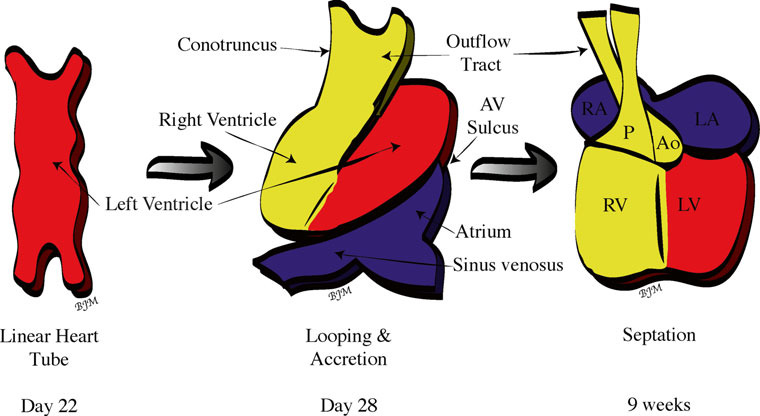 Conotruncus
Outflow
Tract
Right Ventricle
AV
Sulcus
Left Ventricle
Atrium
Sinus venosus
RA
LA
P
Ao
RV
LV
BJM
BJM
BJM
Linear Heart
Tube
Looping &
Accretion
Septation
Day 22
Day 28
9 weeks